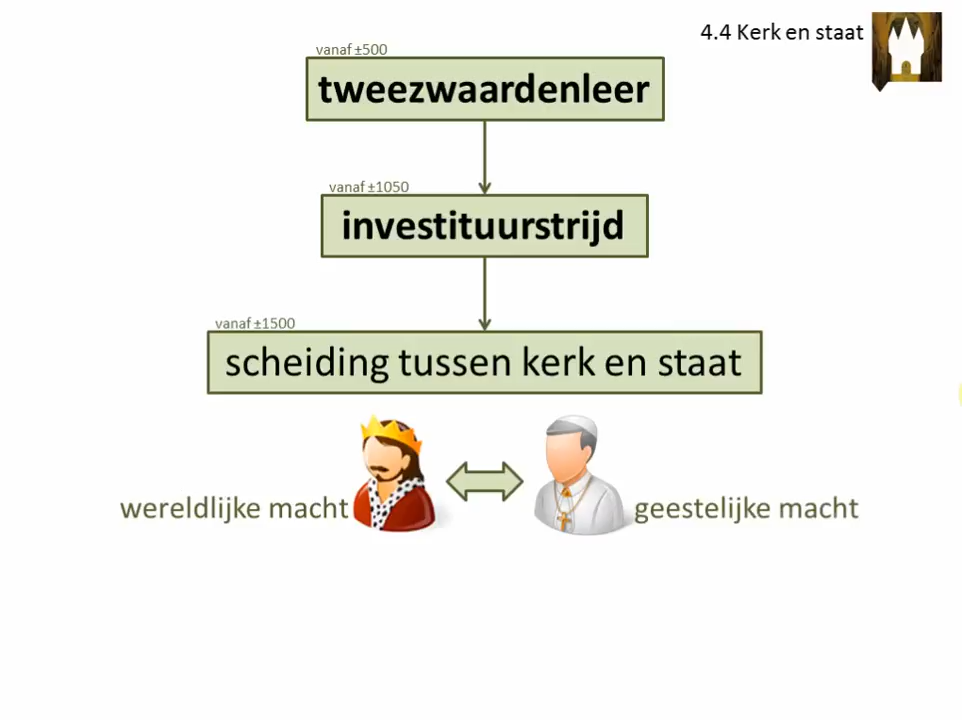 4.4 Kerk en staat
vanaf ±500
tweezwaardenleer
vanaf ±1050
investituurstrijd
vanaf ±1500
scheiding tussen kerk en staat
wereldlijke macht
geestelijke macht